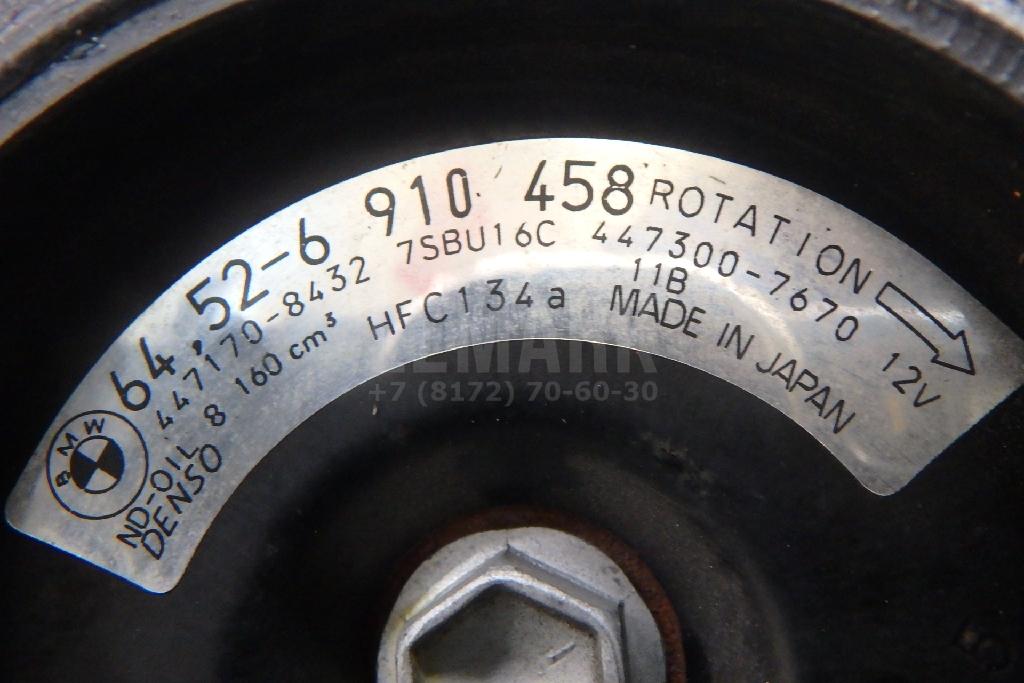 BMW
64.52-6 910 458 ROTATION
447170-8432 7SBU16C 447300-7670 12V
ND-OIL 8 160 cm³ HFC134a 11B
DENSO MADE IN JAPAN
EMARK
+7 (8172) 70-60-30